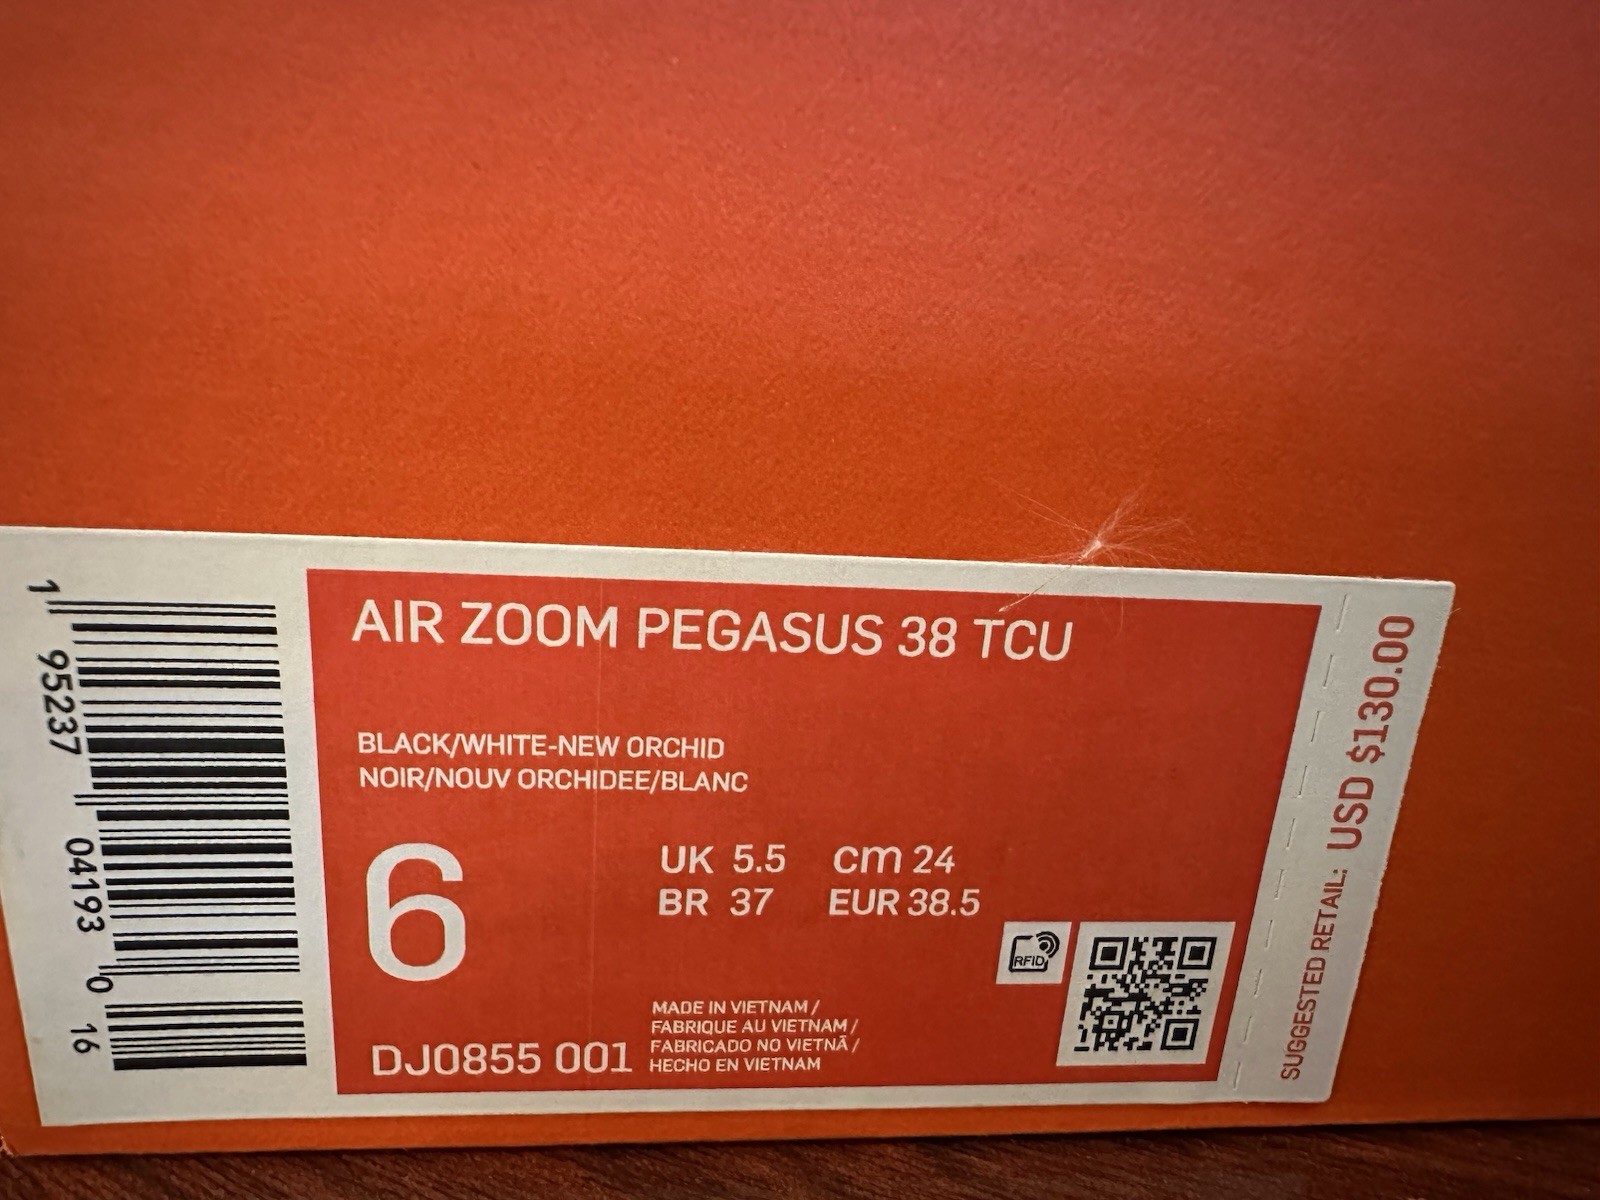 AIR ZOOM PEGASUS 38 TCU
BLACK/WHITE-NEW ORCHID
NOIR/NOUV ORCHIDEE/BLANC
6
UK 5.5 cm 24
BR 37 EUR 38.5
RFID
MADE IN VIETNAM /
FABRIQUE AU VIETNAM /
FABRICADO NO VIETNÃ /
HECHO EN VIETNAM
DJ0855 001
1 95237 04193 0 16
SUGGESTED RETAIL: USD $130.00